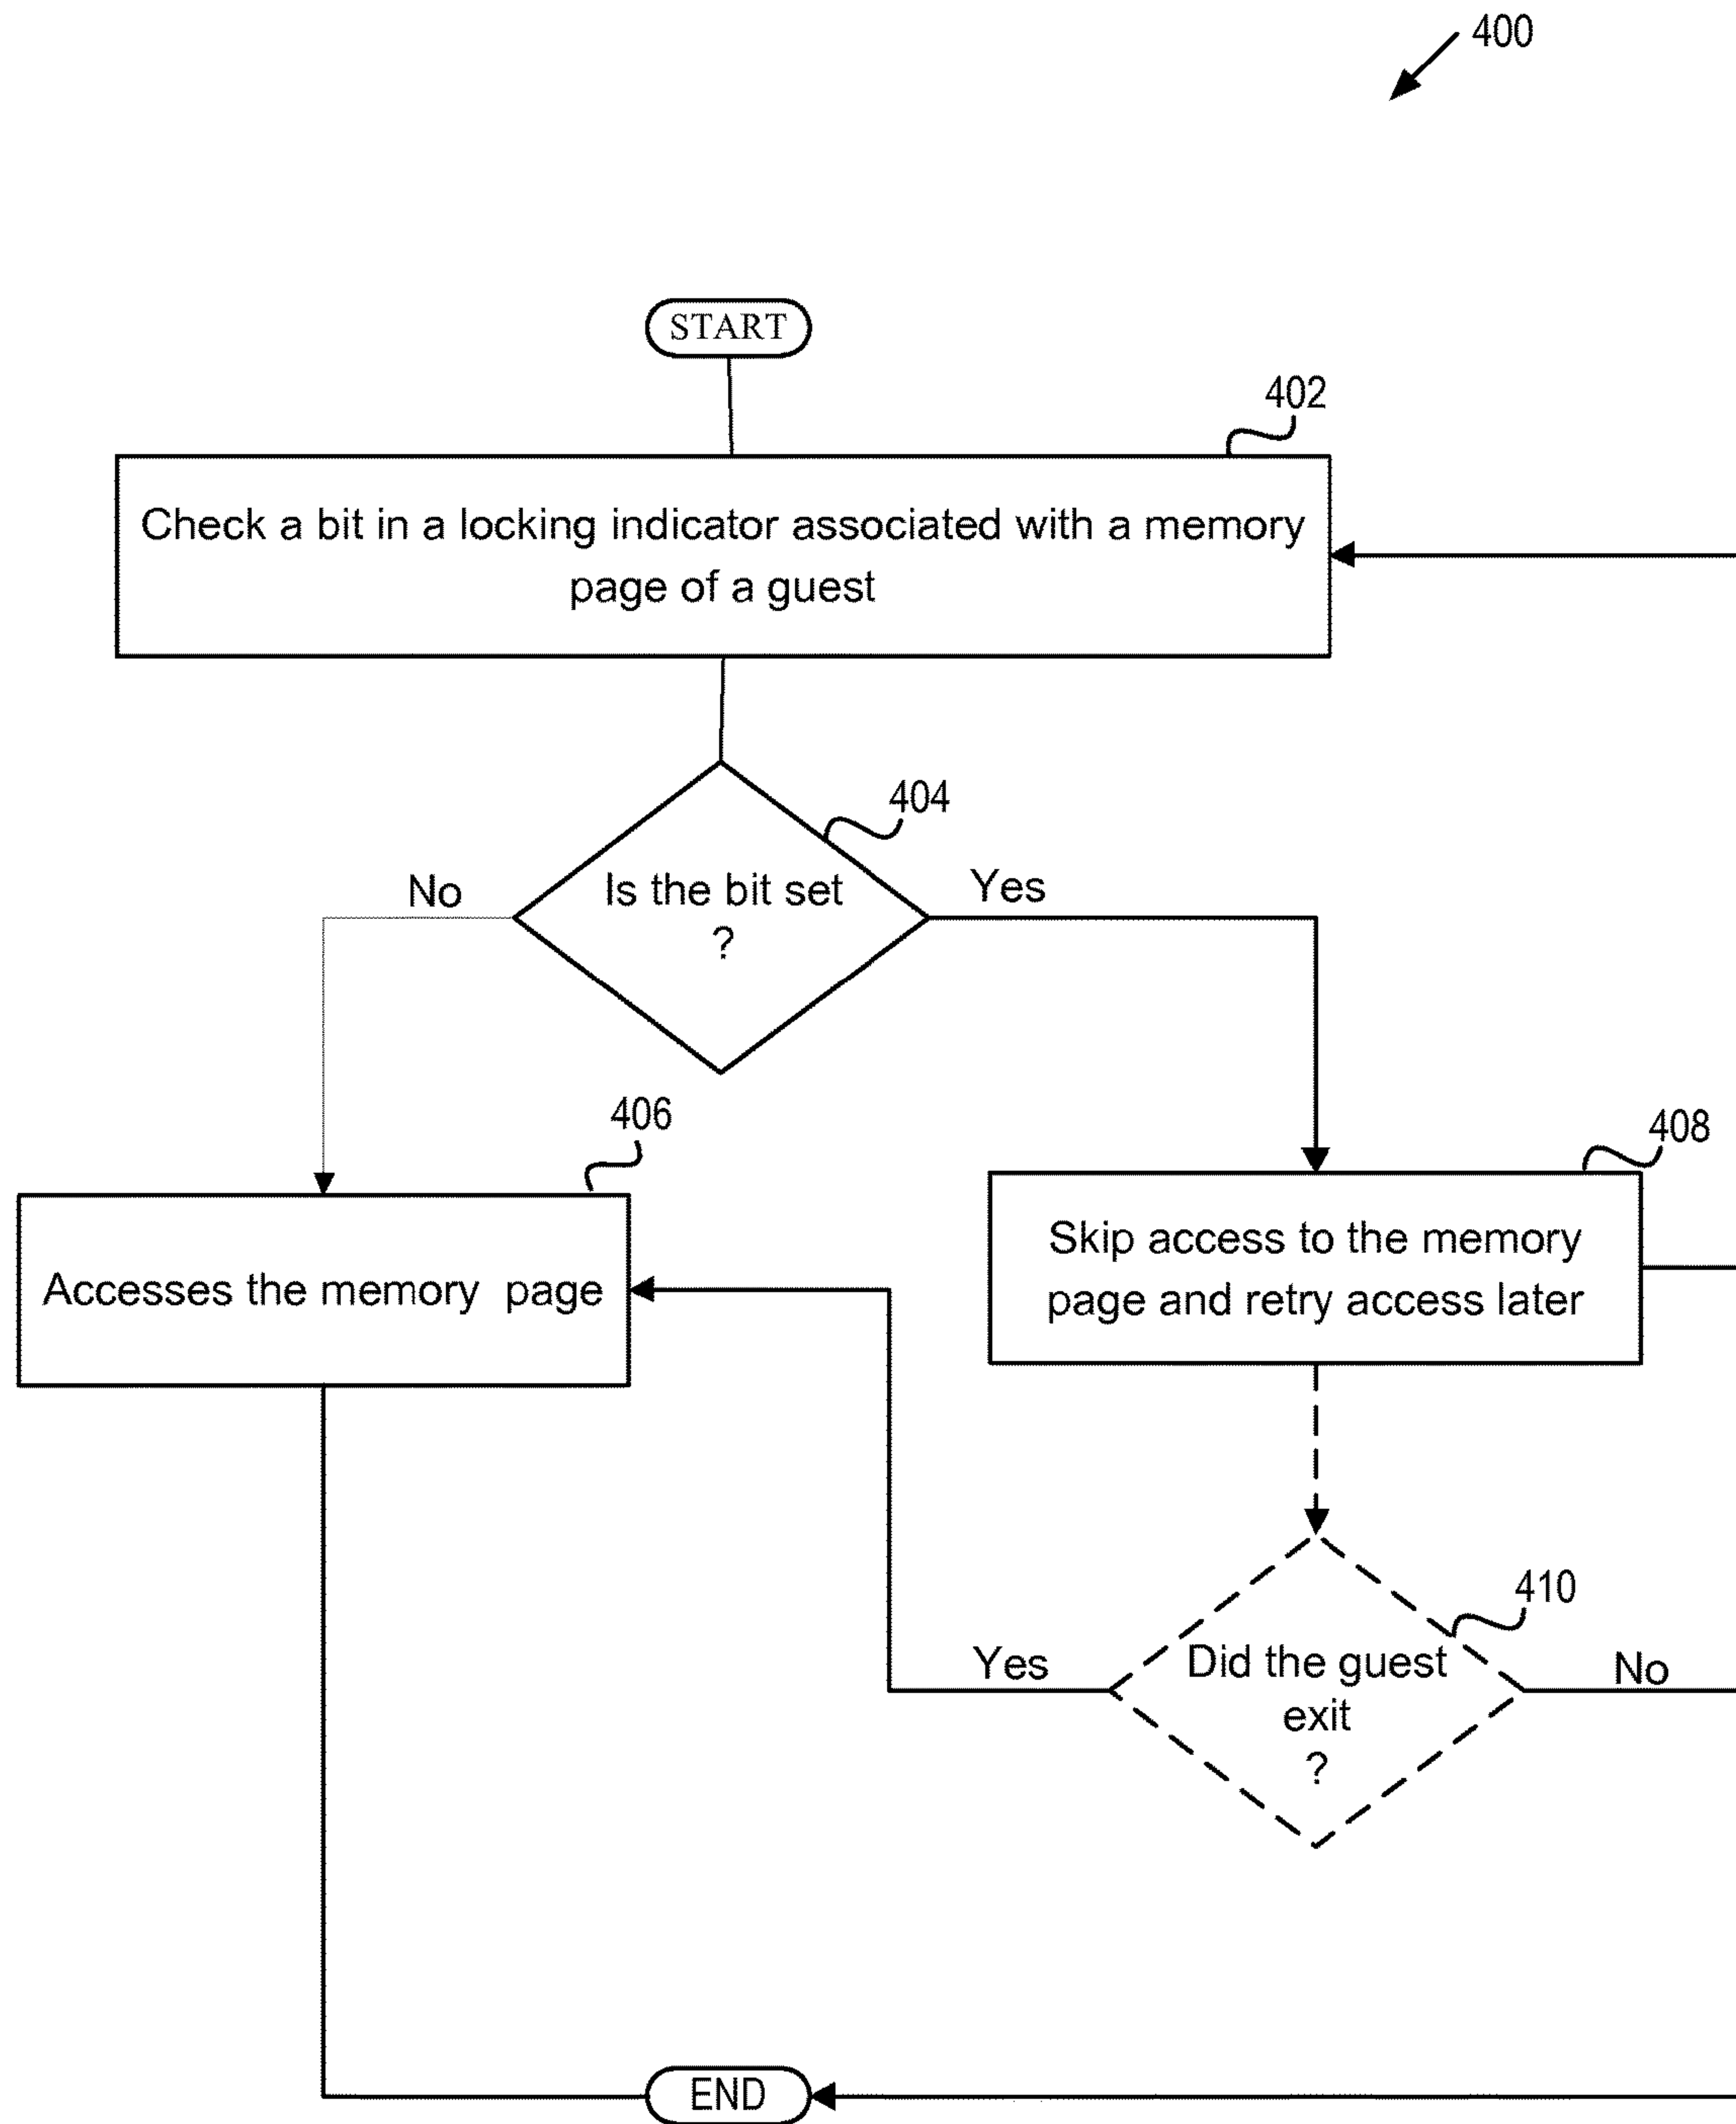 400
START
402
Check a bit in a locking indicator associated with a memory
page of a guest
404
No
Is the bit set
?
Yes
406
408
Accesses the memory page
Skip access to the memory
page and retry access later
410
Yes
Did the guest
exit
?
No
END